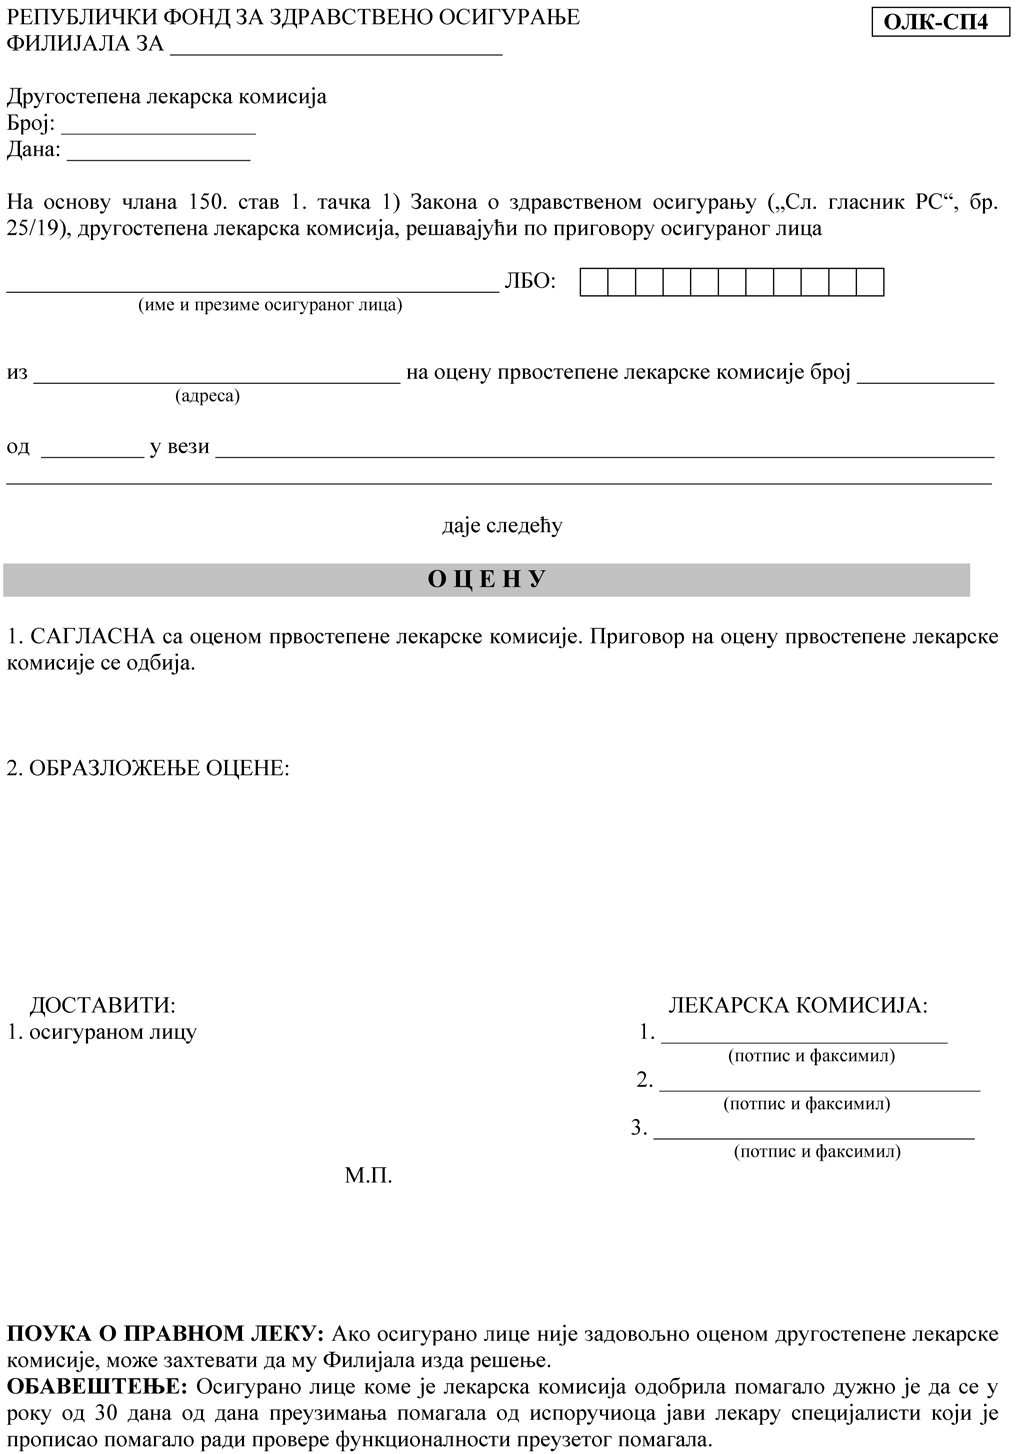 РЕПУБЛИЧКИ ФОНД ЗА ЗДРАВСТВЕНО ОСИГУРАЊЕ
ОЛК-СП4
ФИЛИЈАЛА ЗА ____________________________
Другостепена лекарска комисија
Број: _________________
Дана: ________________
На основу члана 150. став 1. тачка 1) Закона о здравственом осигурању („Сл. гласник РС“, бр.
25/19), другостепена лекарска комисија, решавајући по приговору осигураног лица
___________________________________________ ЛБО:
(име и презиме осигураног лица)
из ________________________________ на оцену првостепене лекарске комисије број ____________
(адреса)
од _________ у вези ____________________________________________________________________
______________________________________________________________________________________
даје следећу
О Ц Е Н У
1. САГЛАСНА са оценом првостепене лекарске комисије. Приговор на оцену првостепене лекарске
комисије се одбија.
2. ОБРАЗЛОЖЕЊЕ ОЦЕНЕ:
ДОСТАВИТИ:
1. осигураном лицу
ЛЕКАРСКА КОМИСИЈА:
1. _________________________
(потпис и факсимил)
2. ____________________________
(потпис и факсимил)
3. ____________________________
(потпис и факсимил)
М.П.
ПОУКА О ПРАВНОМ ЛЕКУ: Ако осигурано лице није задовољно оценом другостепене лекарске
комисије, може захтевати да му Филијала изда решење.
ОБАВЕШТЕЊЕ: Осигурано лице коме је лекарска комисија одобрила помагало дужно је да се у
року од 30 дана од дана преузимања помагала од испоручиоца јави лекару специјалисти који је
прописао помагало ради провере функционалности преузетог помагала.